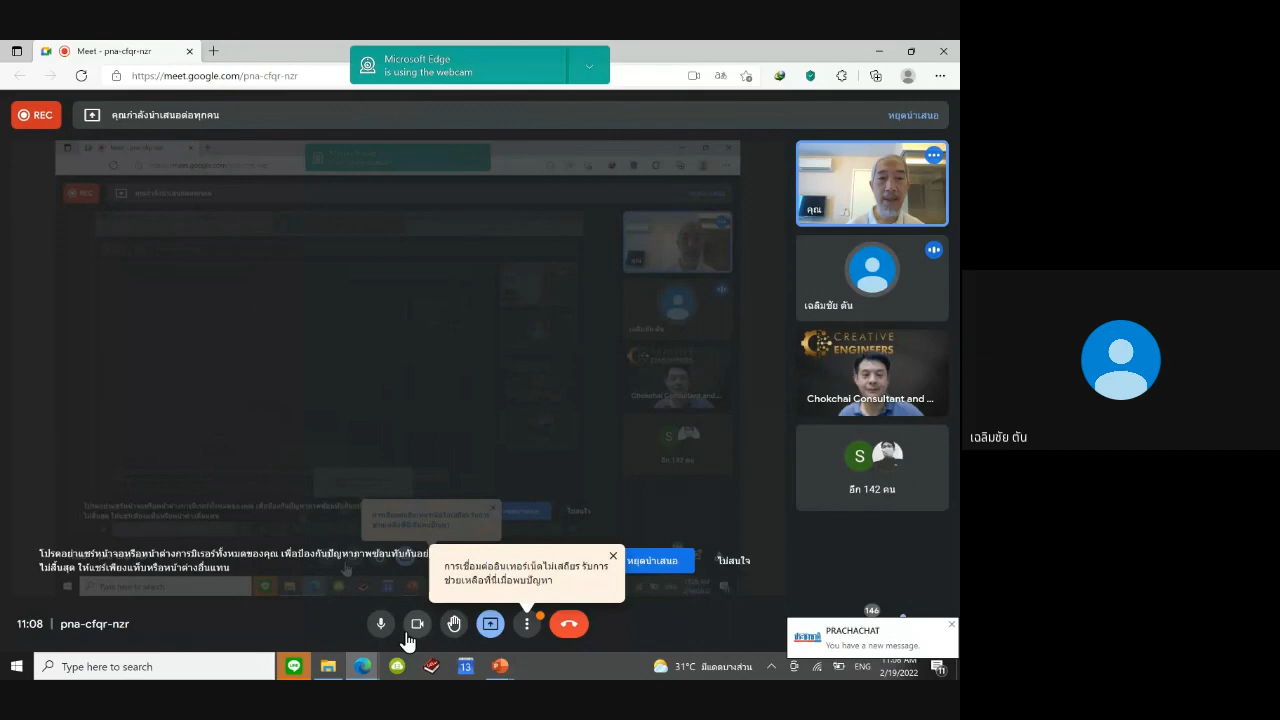 Meet - pna-cfqr-nzr
Microsoft Edge
is using the webcam
https://meet.google.com/pna-cfqr-nzr
REC
คุณกำลังนำเสนอต่อทุกคน
หยุดนำเสนอ
คุณ
เฉลิมชัย ตัน
CREATIVE
ENGINEERS
Chokchai Consultant and ...
S
อีก 142 คน
เฉลิมชัย ตัน
โปรดอย่าแชร์หน้าจอหรือหน้าต่างการมิเรอร์ทั้งหมดของคุณ เพื่อป้องกันปัญหาภาพซ้อนทับกันอย่
ไม่สิ้นสุด ให้แชร์เพียงแท็บหรือหน้าต่างอื่นแทน
การเชื่อมต่ออินเทอร์เน็ตไม่เสถียร รับการ
ช่วยเหลือที่นี่เมื่อพบปัญหา
หยุดนำเสนอ
ไม่สนใจ
146
11:08 | pna-cfqr-nzr
ประชาชาติ
PRACHACHAT
You have a new message.
Type here to search
13
31°C มีแดดบางส่วน
ENG
2/19/2022
11